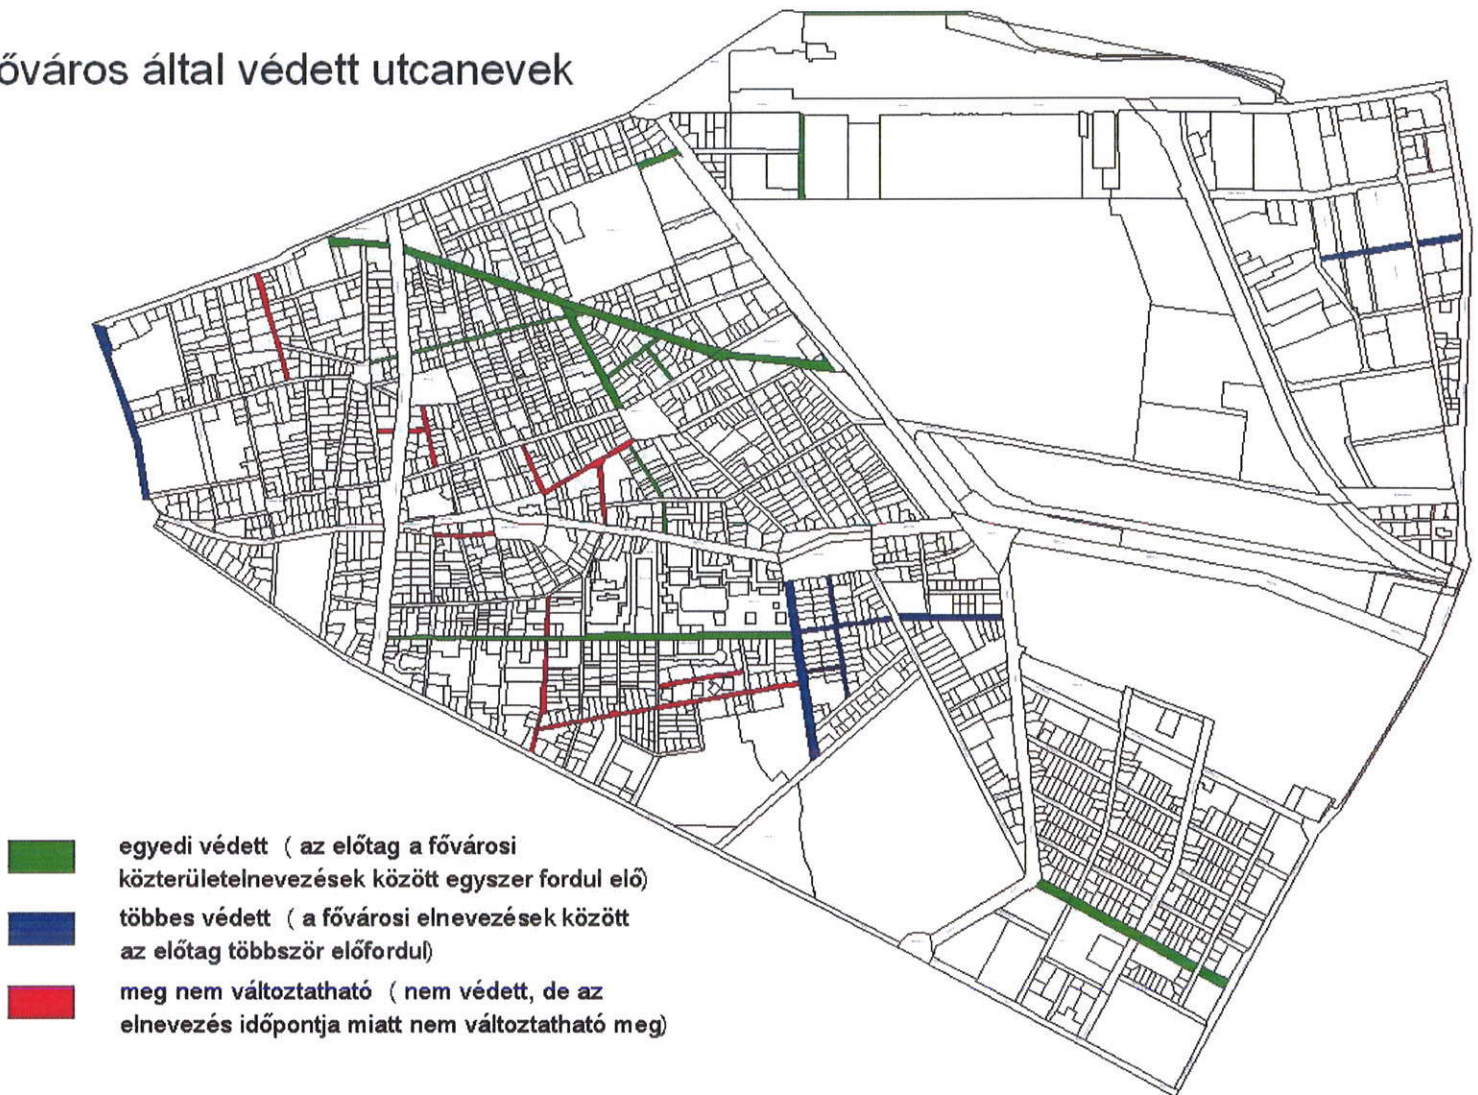 őváros által védett utcanevek
egyedi védett ( az előtag a fővárosi
közterületelnevezések között egyszer fordul elő)
többes védett ( a fővárosi elnevezések között
az előtag többször előfordul)
meg nem változtatható ( nem védett, de az
elnevezés időpontja miatt nem változtatható meg)